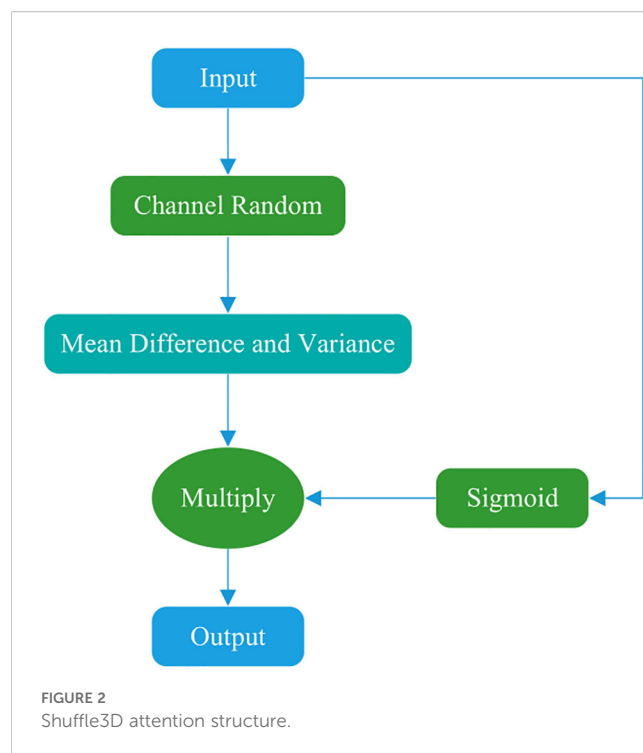 Input
Channel Random
Mean Difference and Variance
Multiply
Sigmoid
Output
FIGURE 2
Shuffle3D attention structure.